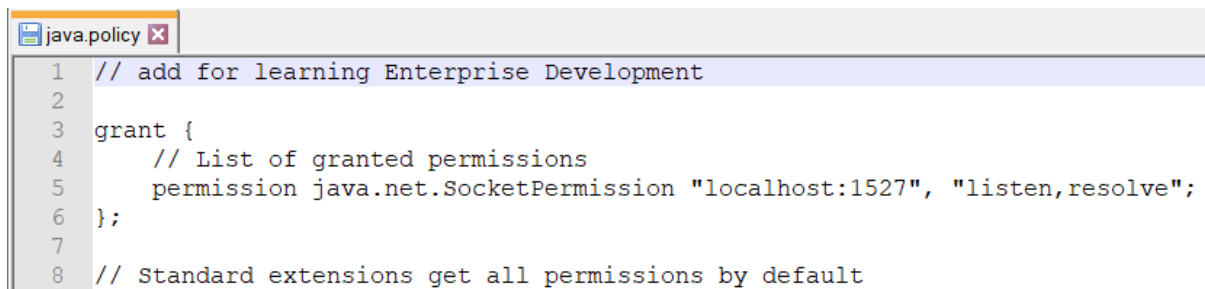 java.policy
1 // add for learning Enterprise Development
2
3 grant {
4 // List of granted permissions
5 permission java.net.SocketPermission "localhost:1527", "listen,resolve";
6 };
7
8 // Standard extensions get all permissions by default